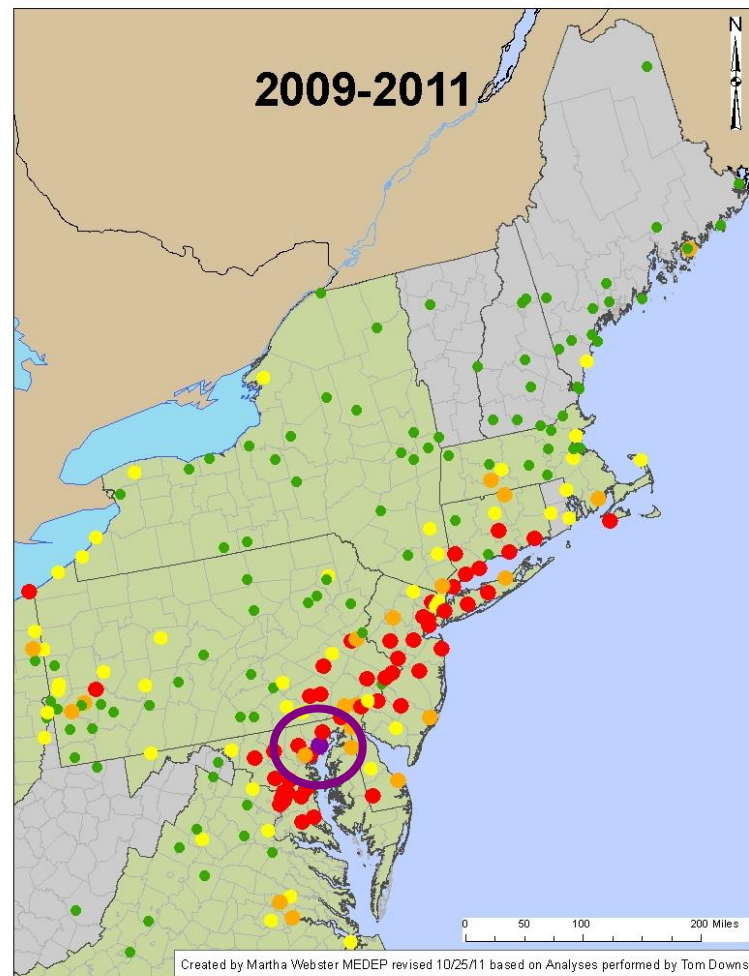 2009-2011
N
0 50 100 200 Miles
Created by Martha Webster MEDEP revised 10/25/11 based on Analyses performed by Tom Downs